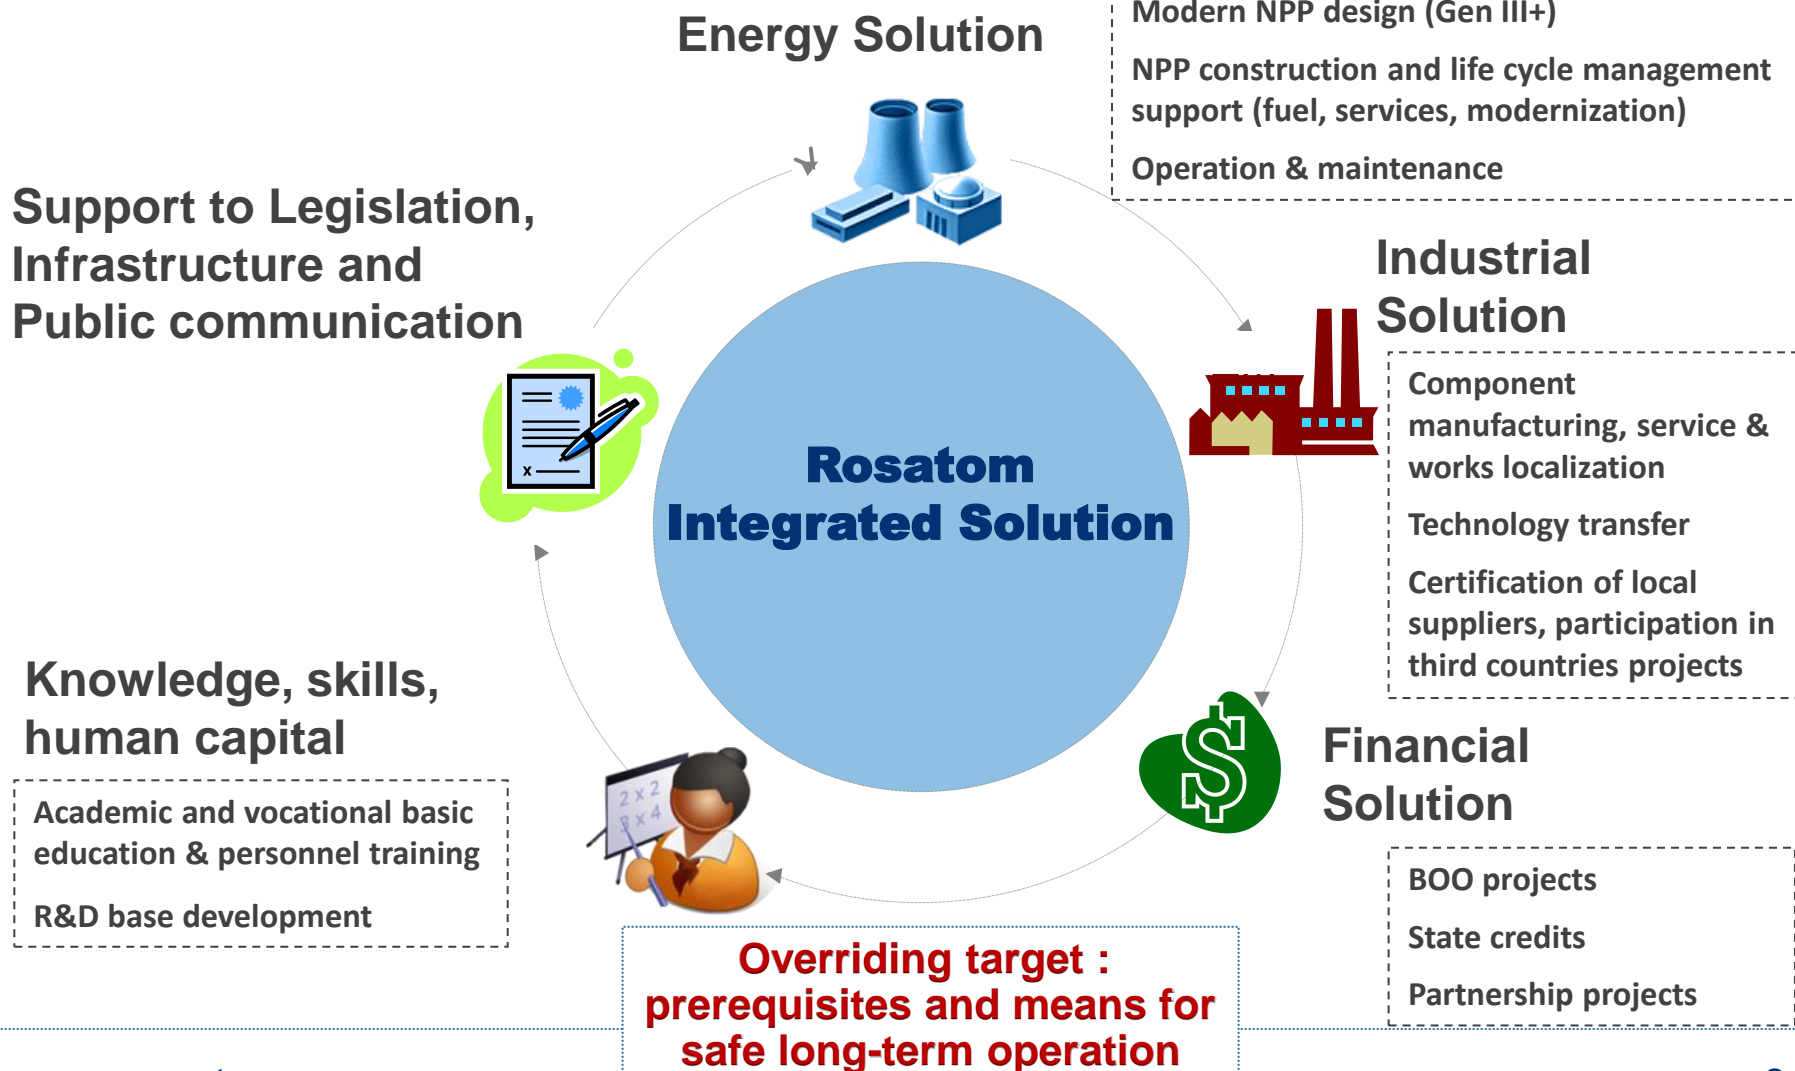 Energy Solution
Modern NPP design (Gen III+)
NPP construction and life cycle management
support (fuel, services, modernization)
Operation & maintenance
Support to Legislation,
Infrastructure and
Public communication
Industrial
Solution
Component
manufacturing, service &
works localization
Technology transfer
Certification of local
suppliers, participation in
third countries projects
Rosatom
Integrated Solution
x
Knowledge, skills,
human capital
Academic and vocational basic
education & personnel training
R&D base development
2 x 2
3 x 4
$
Financial
Solution
BOO projects
State credits
Partnership projects
Overriding target :
prerequisites and means for
safe long-term operation